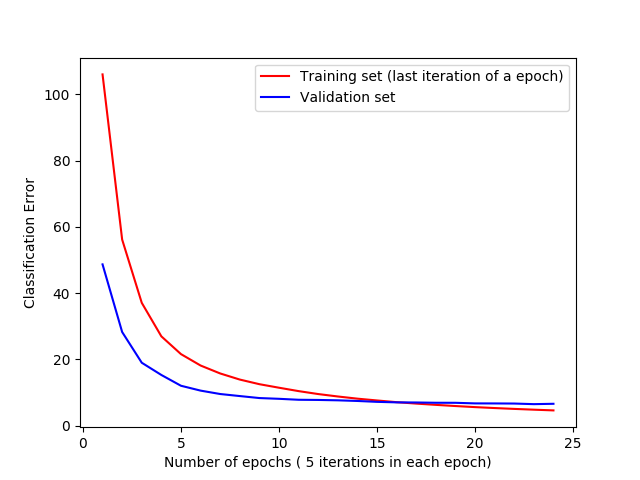 Training set (last iteration of a epoch)
Validation set
Classification Error
100
80
60
40
20
0
0 5 10 15 20 25
Number of epochs ( 5 iterations in each epoch)